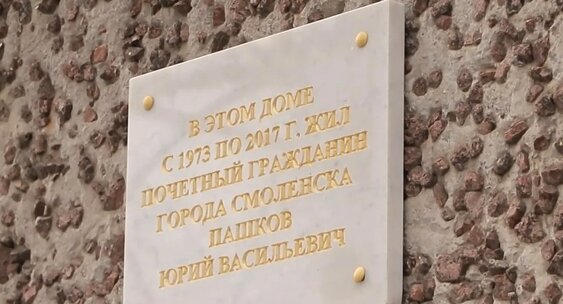 В ЭТОМ ДОМЕ
С 1973 ПО 2017 Г. ЖИЛ
ПОЧЕТНЫЙ ГРАЖДАНИН
ГОРОДА СМОЛЕНСКА
ПАШКОВ
ЮРИЙ ВАСИЛЬЕВИЧ